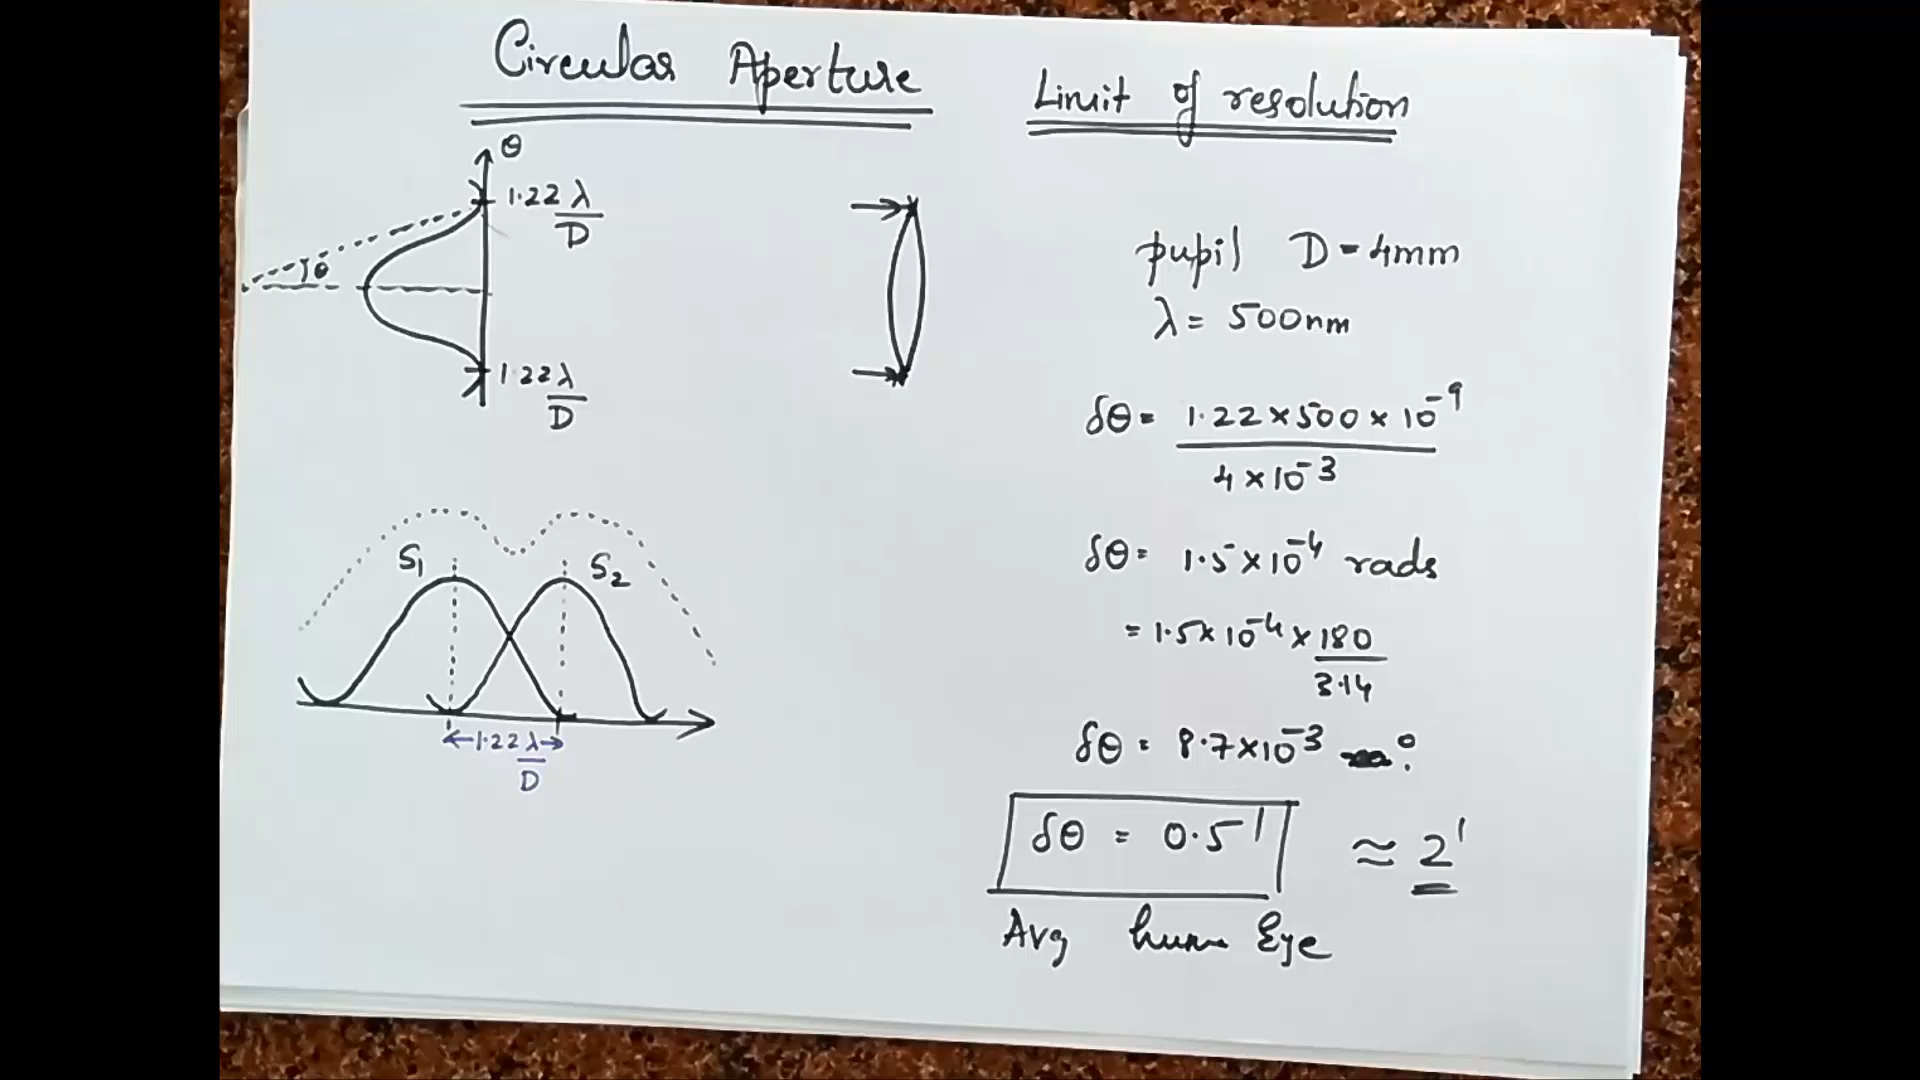 Circular Aperture
θ
1.22 λ/D
θ
1.22 λ/D
S₁
S₂
1.22 λ/D
Limit of resolution
pupil D = 4mm
λ = 500nm
δθ = 1.22 × 500 × 10⁻⁹ / 4 × 10⁻³
δθ = 1.5 × 10⁻⁴ rads
= 1.5 × 10⁻⁴ × 180/3.14
δθ = 8.7 × 10⁻³ °
δθ = 0.5′ ≈ 2′
Avg Eye